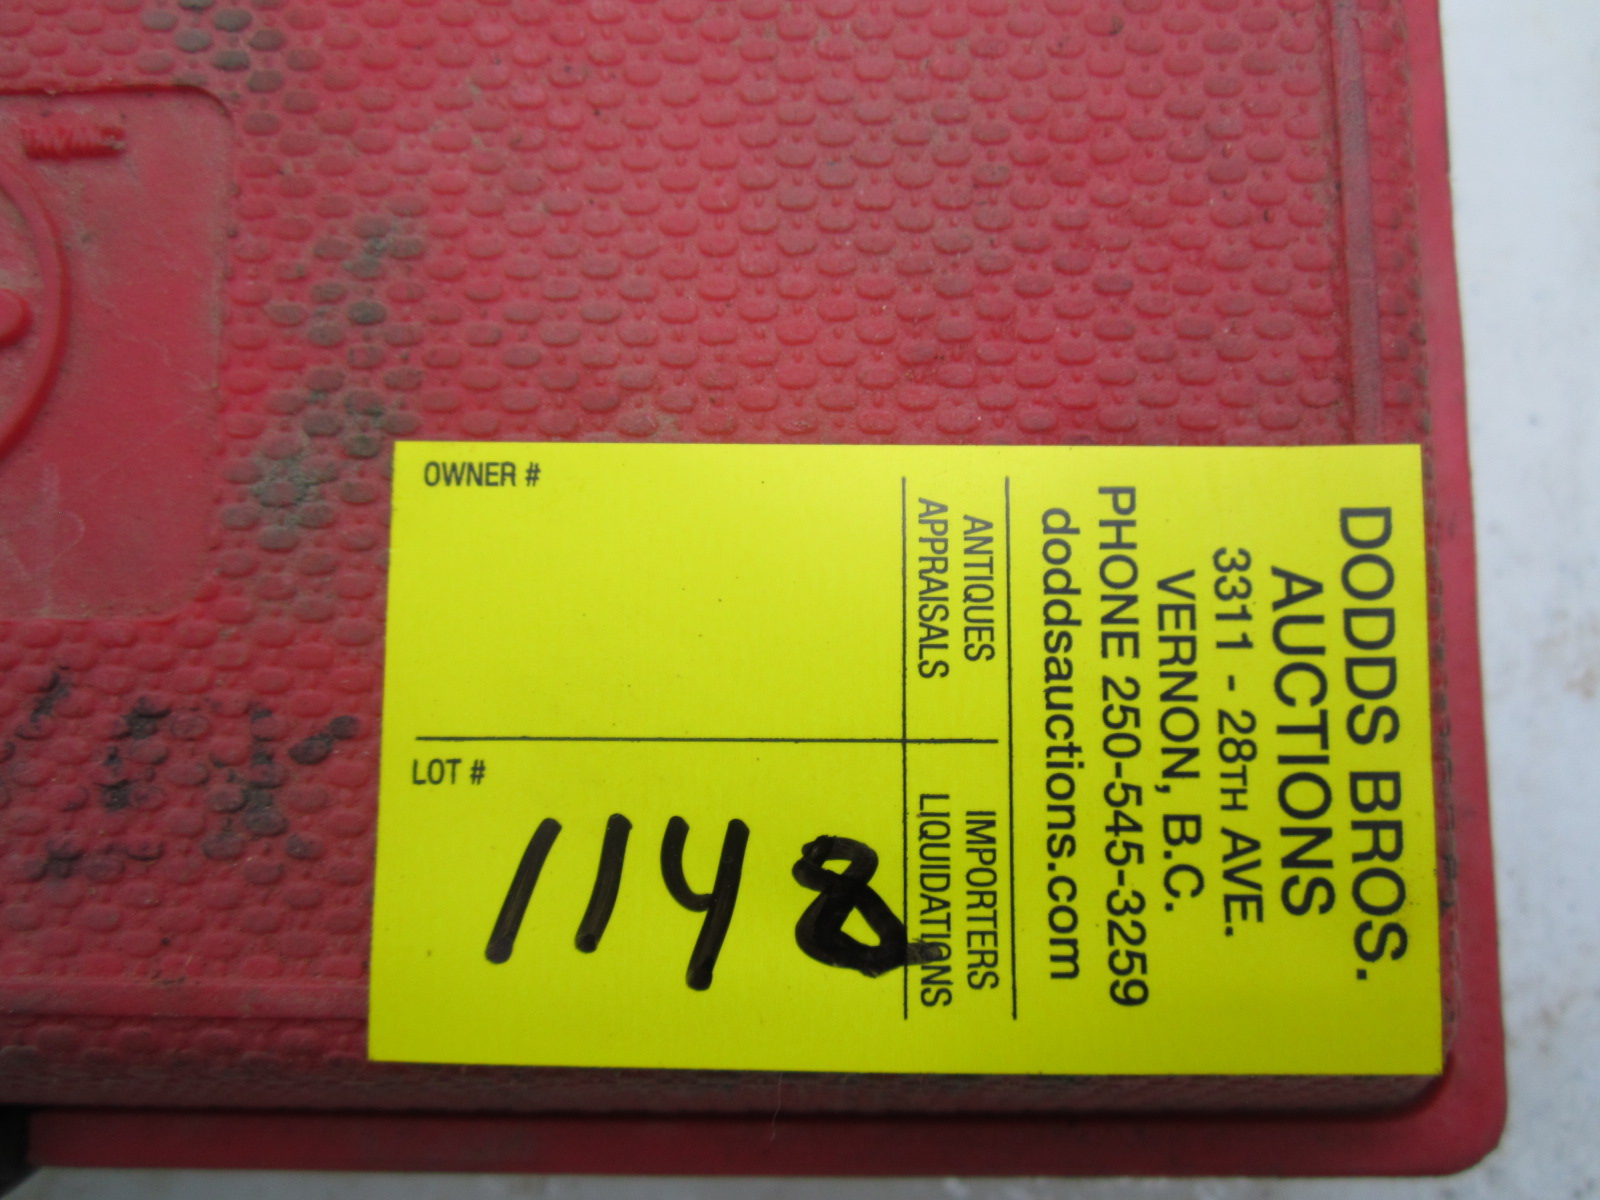 DODDS BROS.
AUCTIONS
3311 - 28TH AVE.
VERNON, B.C.
PHONE 250-545-3259
doddsauctions.com
ANTIQUES
APPRAISALS
IMPORTERS
LIQUIDATIONS
OWNER #
LOT #
1148